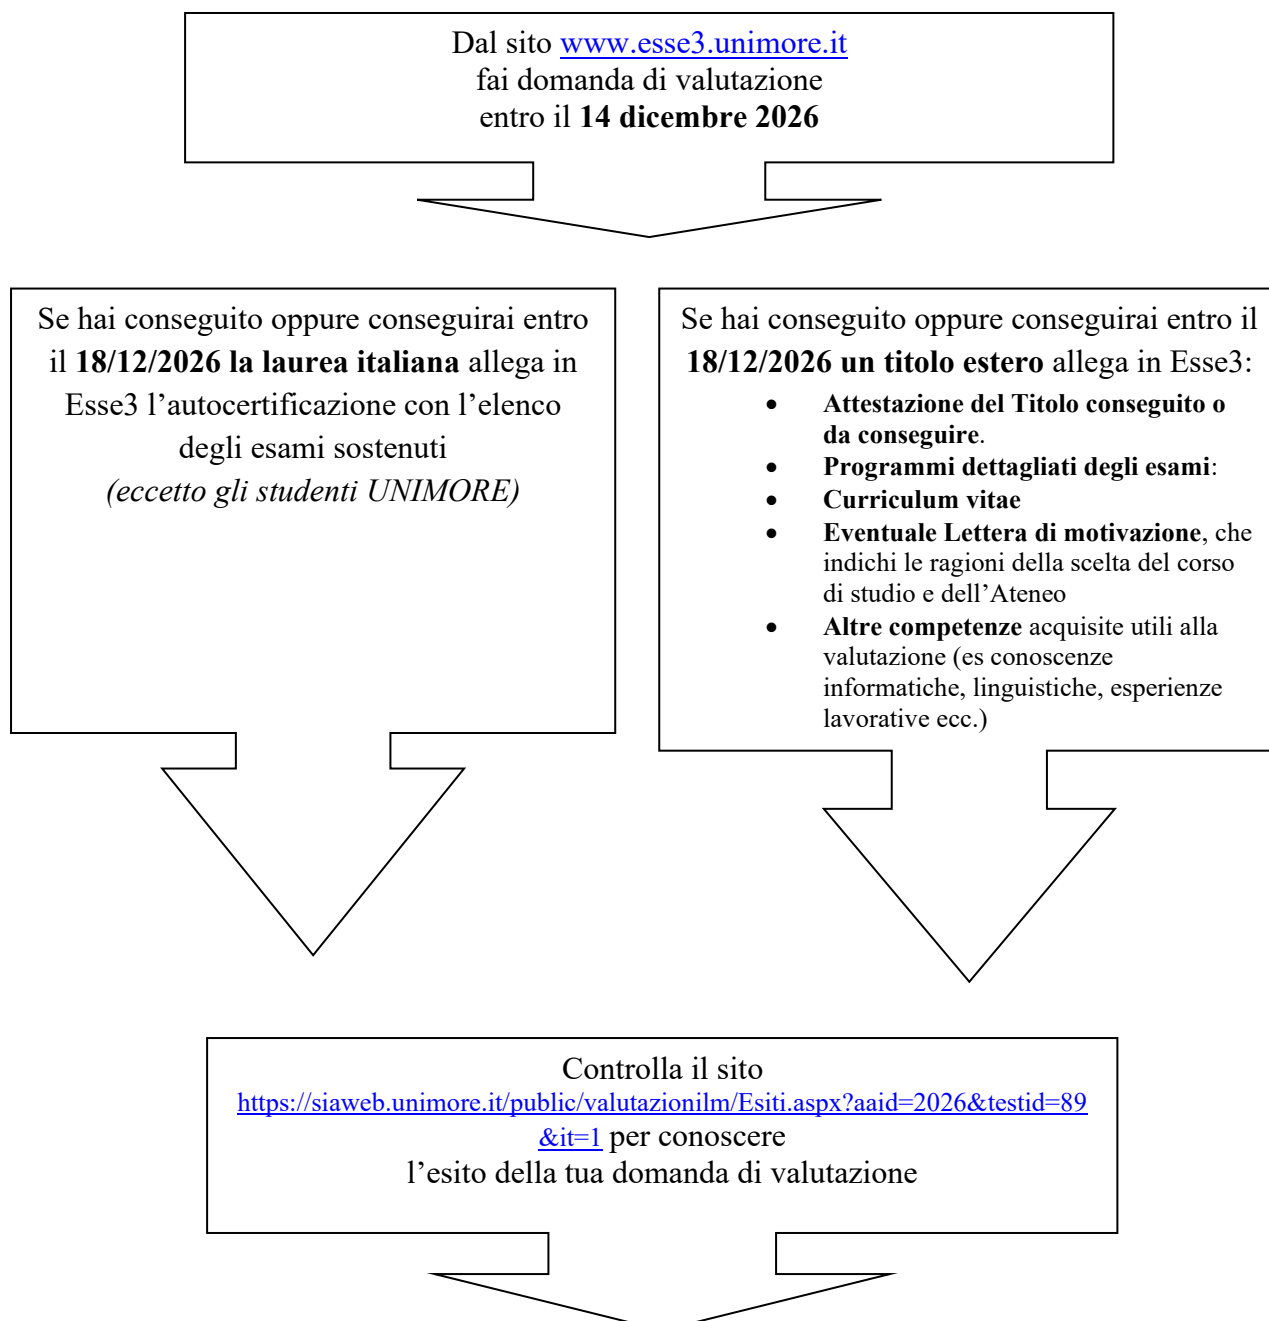 Dal sito www.esse3.unimore.it
fai domanda di valutazione
entro il 14 dicembre 2026
Se hai conseguito oppure conseguirai entro
il 18/12/2026 la laurea italiana allega in
Esse3 l’autocertificazione con l’elenco
degli esami sostenuti
(eccetto gli studenti UNIMORE)
Se hai conseguito oppure conseguirai entro il
18/12/2026 un titolo estero allega in Esse3:
• Attestazione del Titolo conseguito o
da conseguire.
• Programmi dettagliati degli esami:
• Curriculum vitae
• Eventuale Lettera di motivazione, che
indichi le ragioni della scelta del corso
di studio e dell’Ateneo
• Altre competenze acquisite utili alla
valutazione (es conoscenze
informatiche, linguistiche, esperienze
lavorative ecc.)
Controlla il sito
https://siaweb.unimore.it/public/valutazionilm/Esiti.aspx?aaid=2026&testid=89
&it=1 per conoscere
l’esito della tua domanda di valutazione